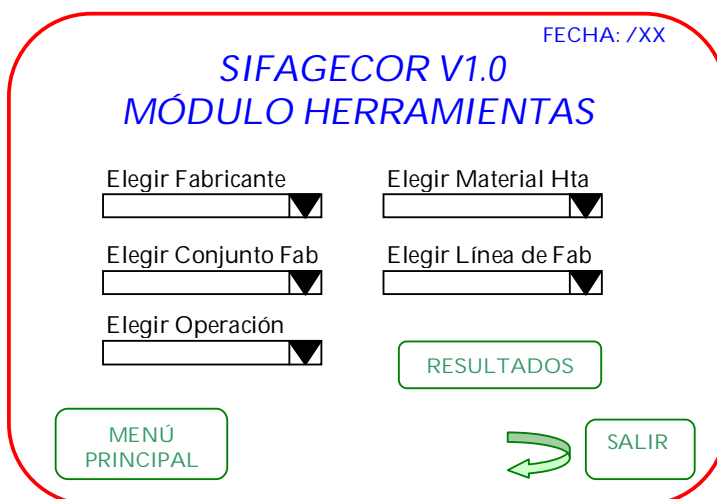 FECHA: /XX
SIFAGECOR V1.0
MÓDULO HERRAMIENTAS
Elegir Fabricante
Elegir Material Hta
Elegir Conjunto Fab
Elegir Línea de Fab
Elegir Operación
RESULTADOS
MENÚ
PRINCIPAL
SALIR